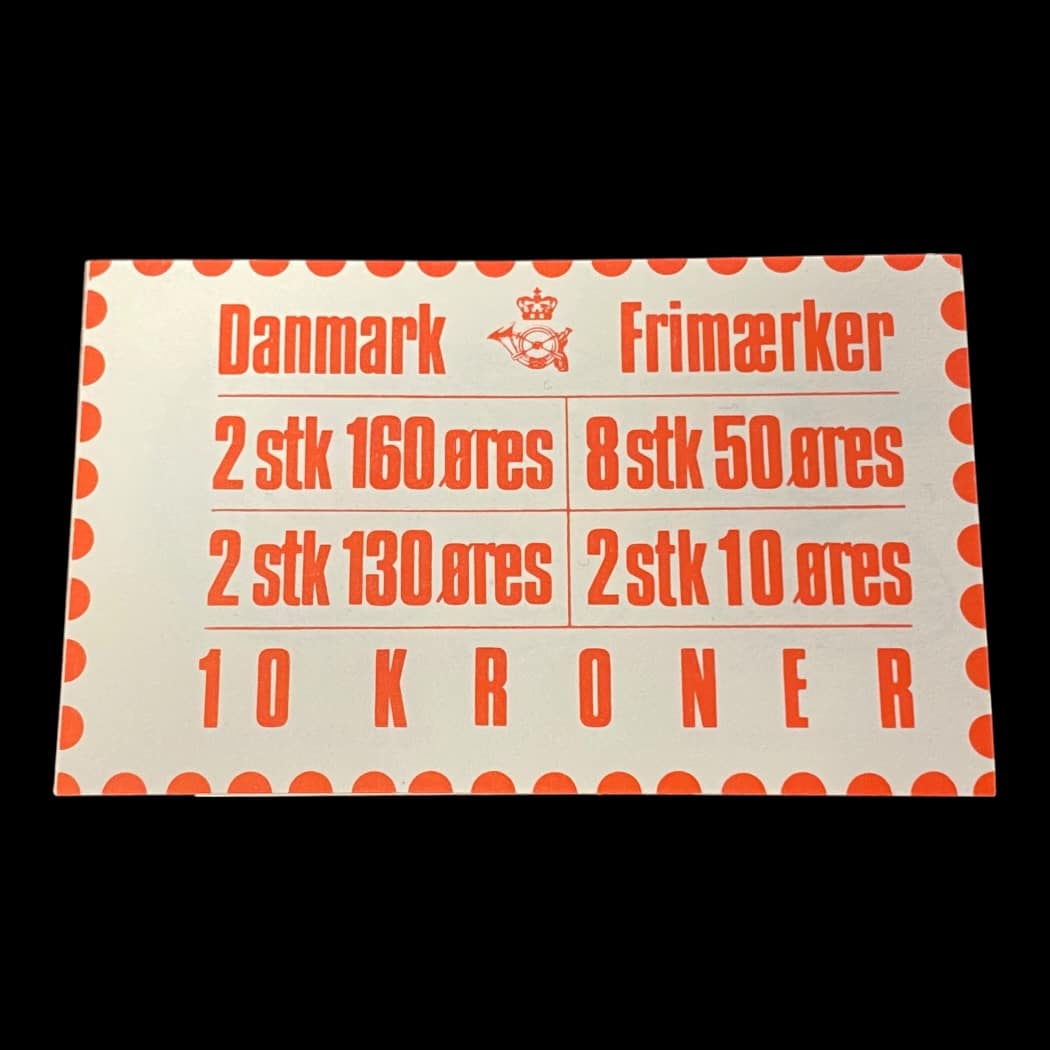 Danmark Frimærker
2 stk 160 øres 8 stk 50 øres
2 stk 130 øres 2 stk 10 øres
10 KRONER